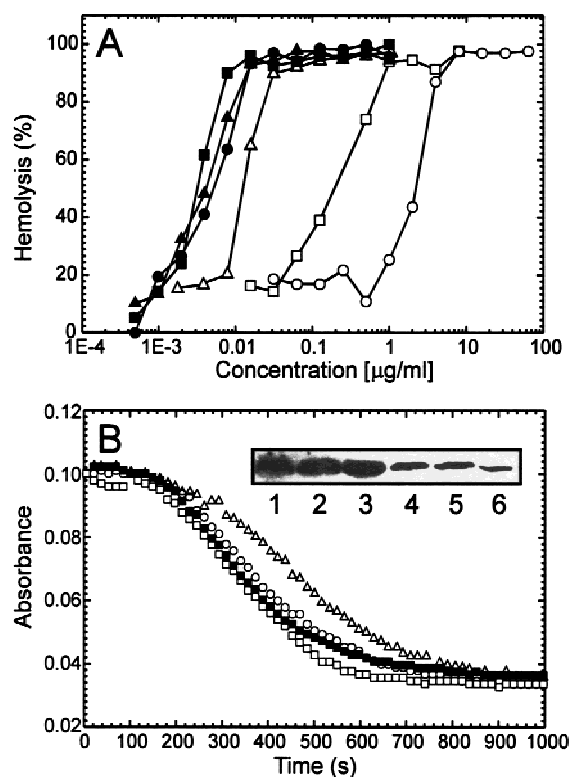 A
100
80
60
40
20
0
Hemolysis (%)
1E-4 1E-3 0.01 0.1 1 10 100
Concentration [µg/ml]
B
0.12
0.10
0.08
0.06
0.04
0.02
Absorbance
1 2 3 4 5 6
0 100 200 300 400 500 600 700 800 900 1000
Time (s)